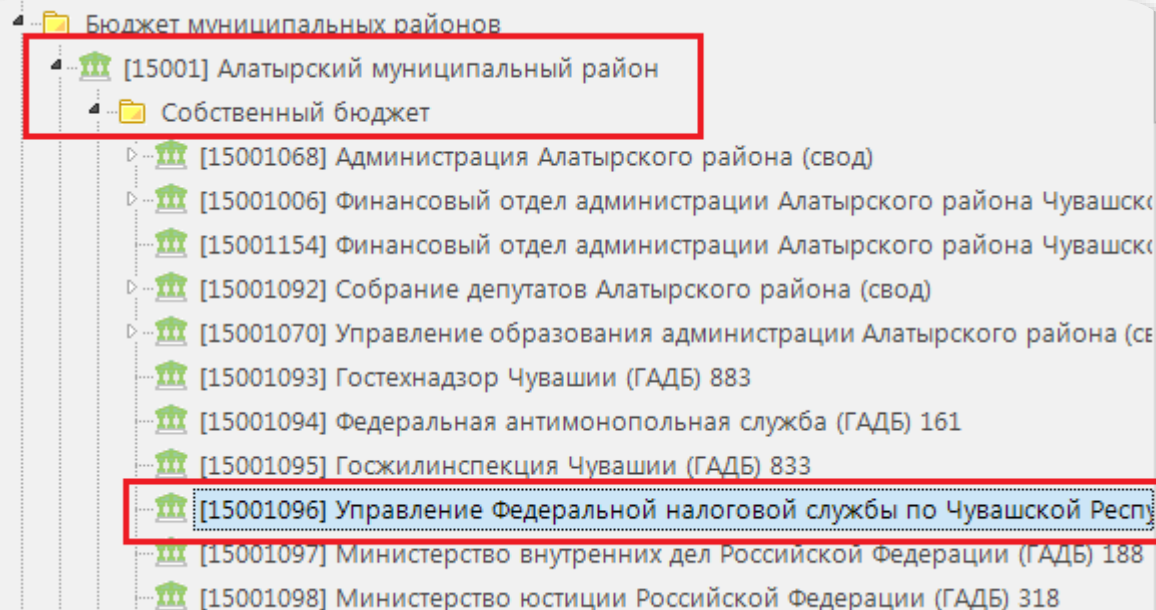 Бюджет муниципальных районов
[15001] Алатырский муниципальный район
Собственный бюджет
[15001068] Администрация Алатырского района (свод)
[15001006] Финансовый отдел администрации Алатырского района Чувашско
[15001154] Финансовый отдел администрации Алатырского района Чувашско
[15001092] Собрание депутатов Алатырского района (свод)
[15001070] Управление образования администрации Алатырского района (св
[15001093] Гостехнадзор Чувашии (ГАДБ) 883
[15001094] Федеральная антимонопольная служба (ГАДБ) 161
[15001095] Госжилинспекция Чувашии (ГАДБ) 833
[15001096] Управление Федеральной налоговой службы по Чувашской Респу
[15001097] Министерство внутренних дел Российской Федерации (ГАДБ) 188
[15001098] Министерство юстиции Российской Федерации (ГАДБ) 318